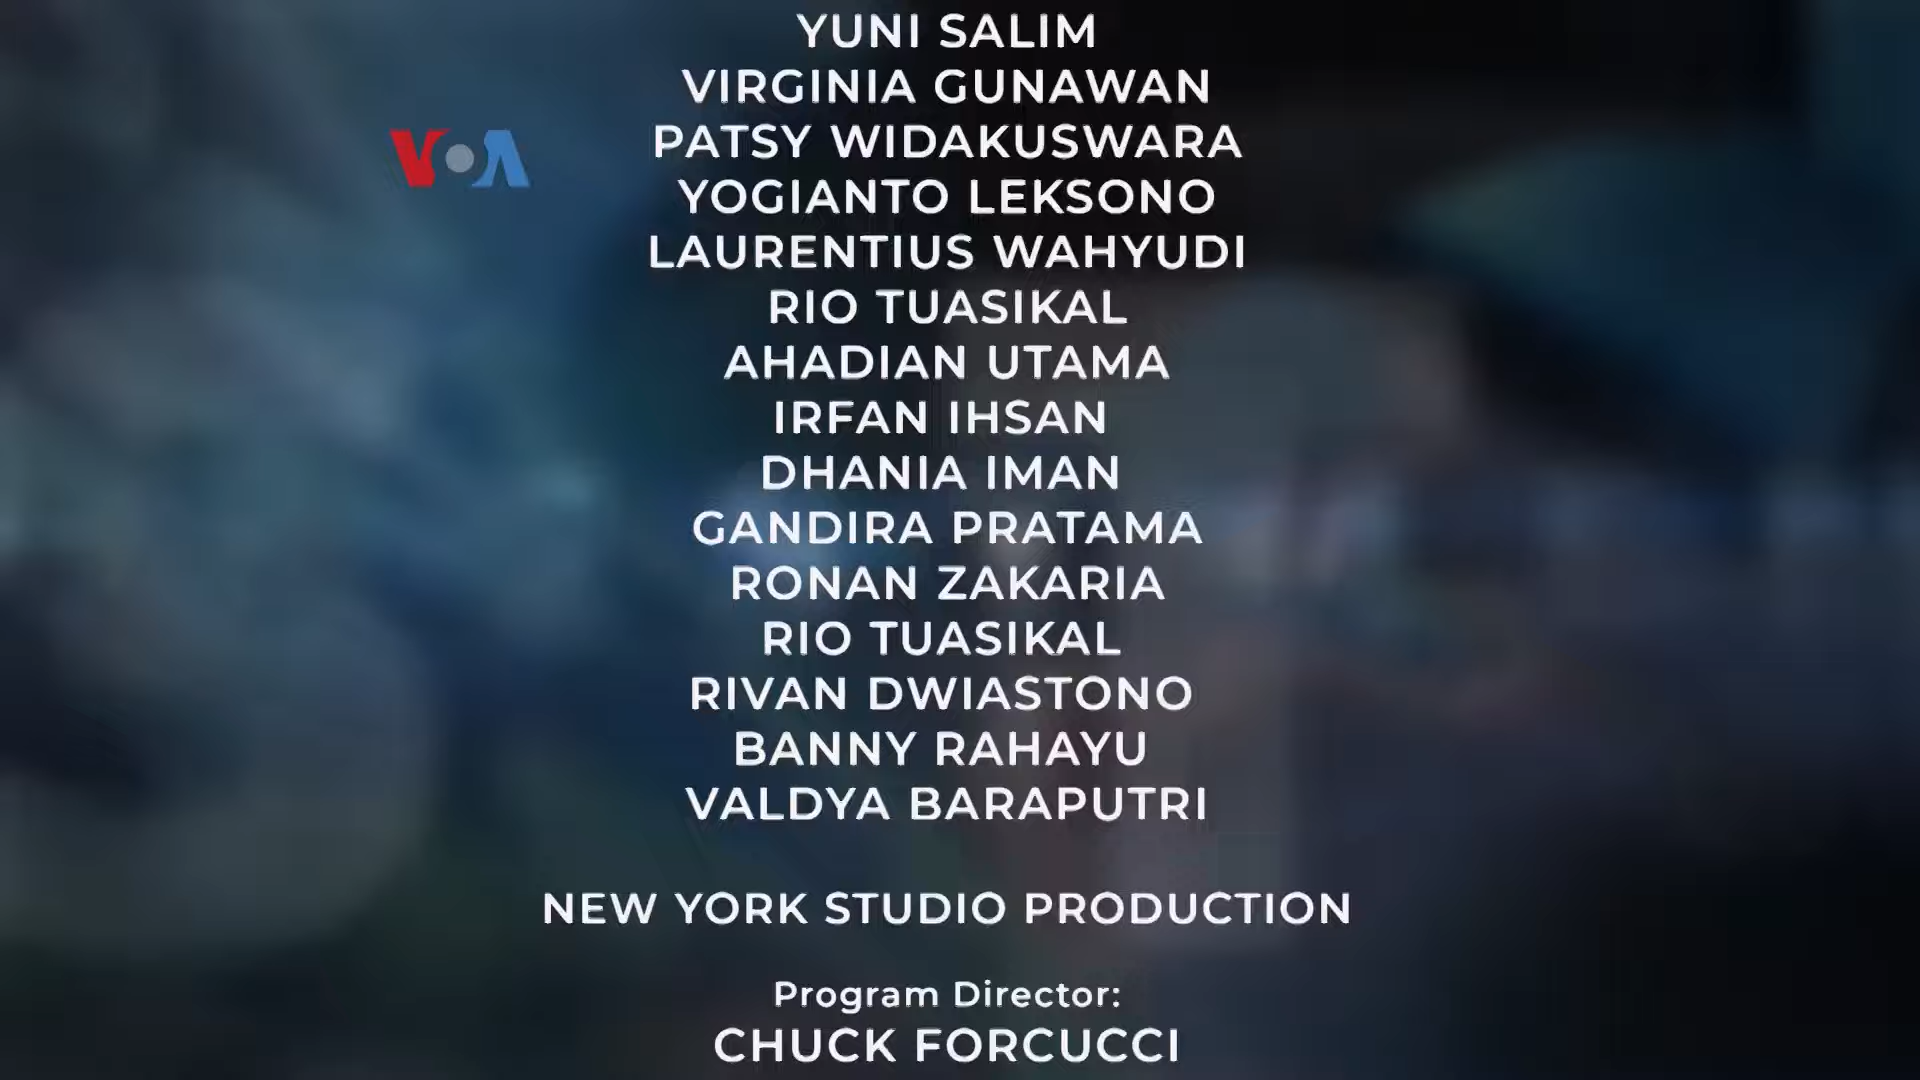 YUNI SALIM
VIRGINIA GUNAWAN
VOA
PATSY WIDAKUSWARA
YOGIANTO LEKSONO
LAURENTIUS WAHYUDI
RIO TUASIKAL
AHADIAN UTAMA
IRFAN IHSAN
DHANIA IMAN
GANDIRA PRATAMA
RONAN ZAKARIA
RIO TUASIKAL
RIVAN DWIASTONO
BANNY RAHAYU
VALDYA BARAPUTRI
NEW YORK STUDIO PRODUCTION
Program Director:
CHUCK FORCUCCI